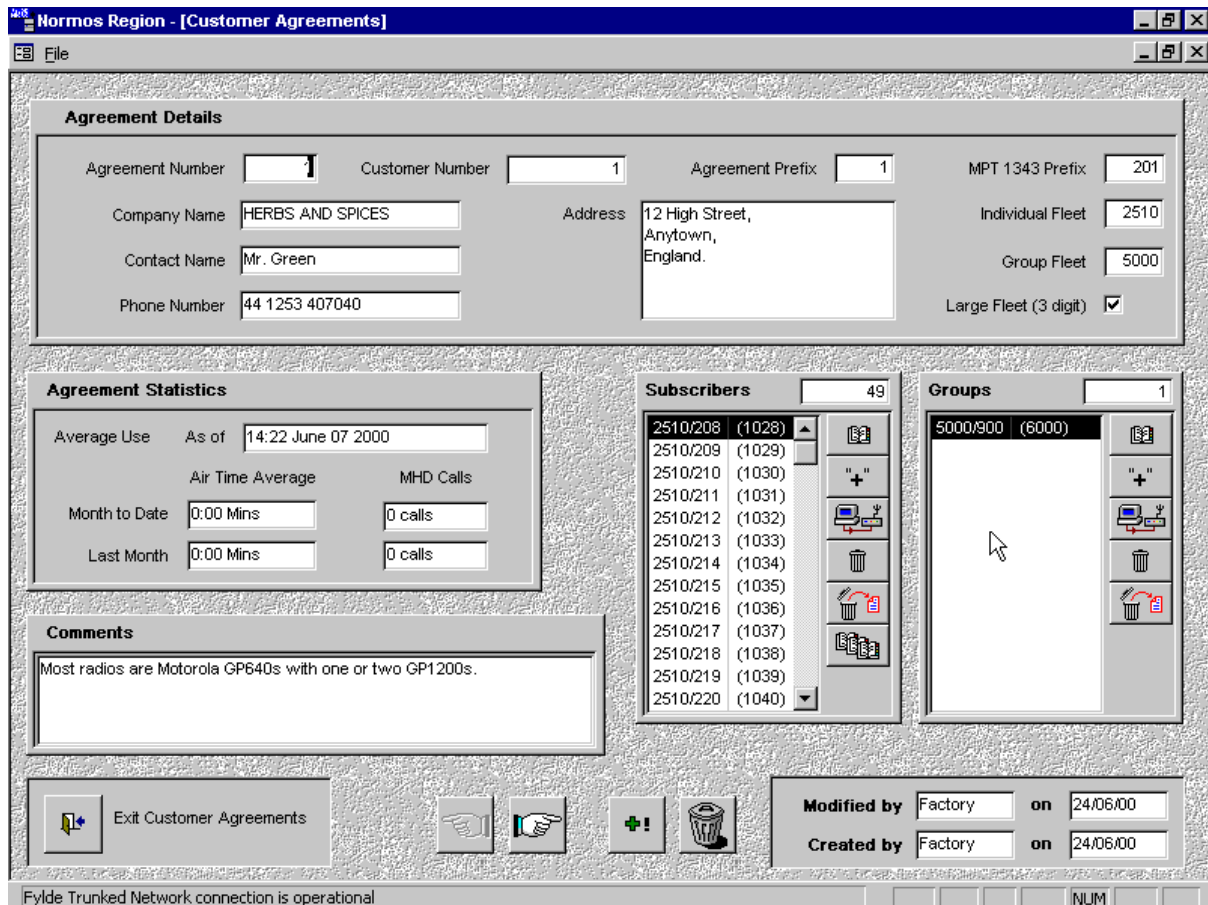 Normos Region - [Customer Agreements]
File
Agreement Details
Agreement Number 1 Customer Number 1 Agreement Prefix 1 MPT 1343 Prefix 201
Company Name HERBS AND SPICES Address 12 High Street, Individual Fleet 2510
Anytown,
England.
Contact Name Mr. Green Group Fleet 5000
Phone Number 44 1253 407040 Large Fleet (3 digit)
Agreement Statistics
Average Use As of 14:22 June 07 2000
Air Time Average MHD Calls
Month to Date 0:00 Mins 0 calls
Last Month 0:00 Mins 0 calls
Comments
Most radios are Motorola GP640s with one or two GP1200s.
Subscribers 49
2510/208 (1028)
2510/209 (1029)
2510/210 (1030)
2510/211 (1031)
2510/212 (1032)
2510/213 (1033)
2510/214 (1034)
2510/215 (1035)
2510/216 (1036)
2510/217 (1037)
2510/218 (1038)
2510/219 (1039)
2510/220 (1040)
"+"
Groups 1
5000/900 (6000)
"+"
Exit Customer Agreements
+!
Modified by Factory on 24/06/00
Created by Factory on 24/06/00
Fylde Trunked Network connection is operational
NUM